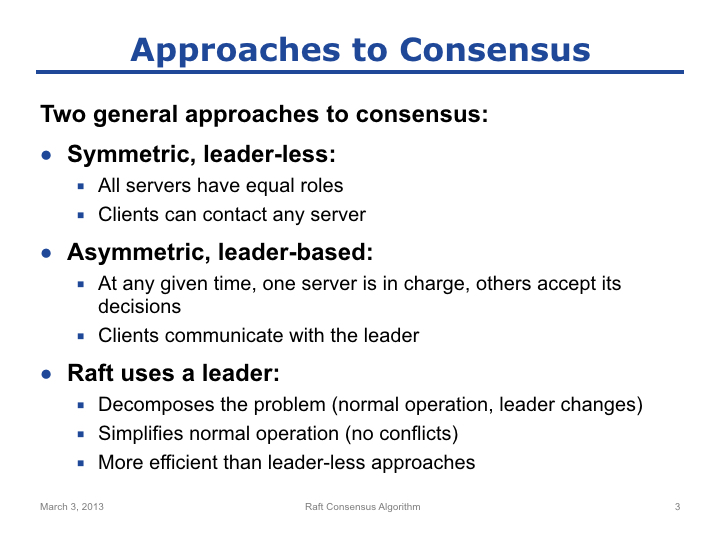 Approaches to Consensus
Two general approaches to consensus:
● Symmetric, leader-less:
▪ All servers have equal roles
▪ Clients can contact any server
● Asymmetric, leader-based:
▪ At any given time, one server is in charge, others accept its
decisions
▪ Clients communicate with the leader
● Raft uses a leader:
▪ Decomposes the problem (normal operation, leader changes)
▪ Simplifies normal operation (no conflicts)
▪ More efficient than leader-less approaches
March 3, 2013 Raft Consensus Algorithm 3